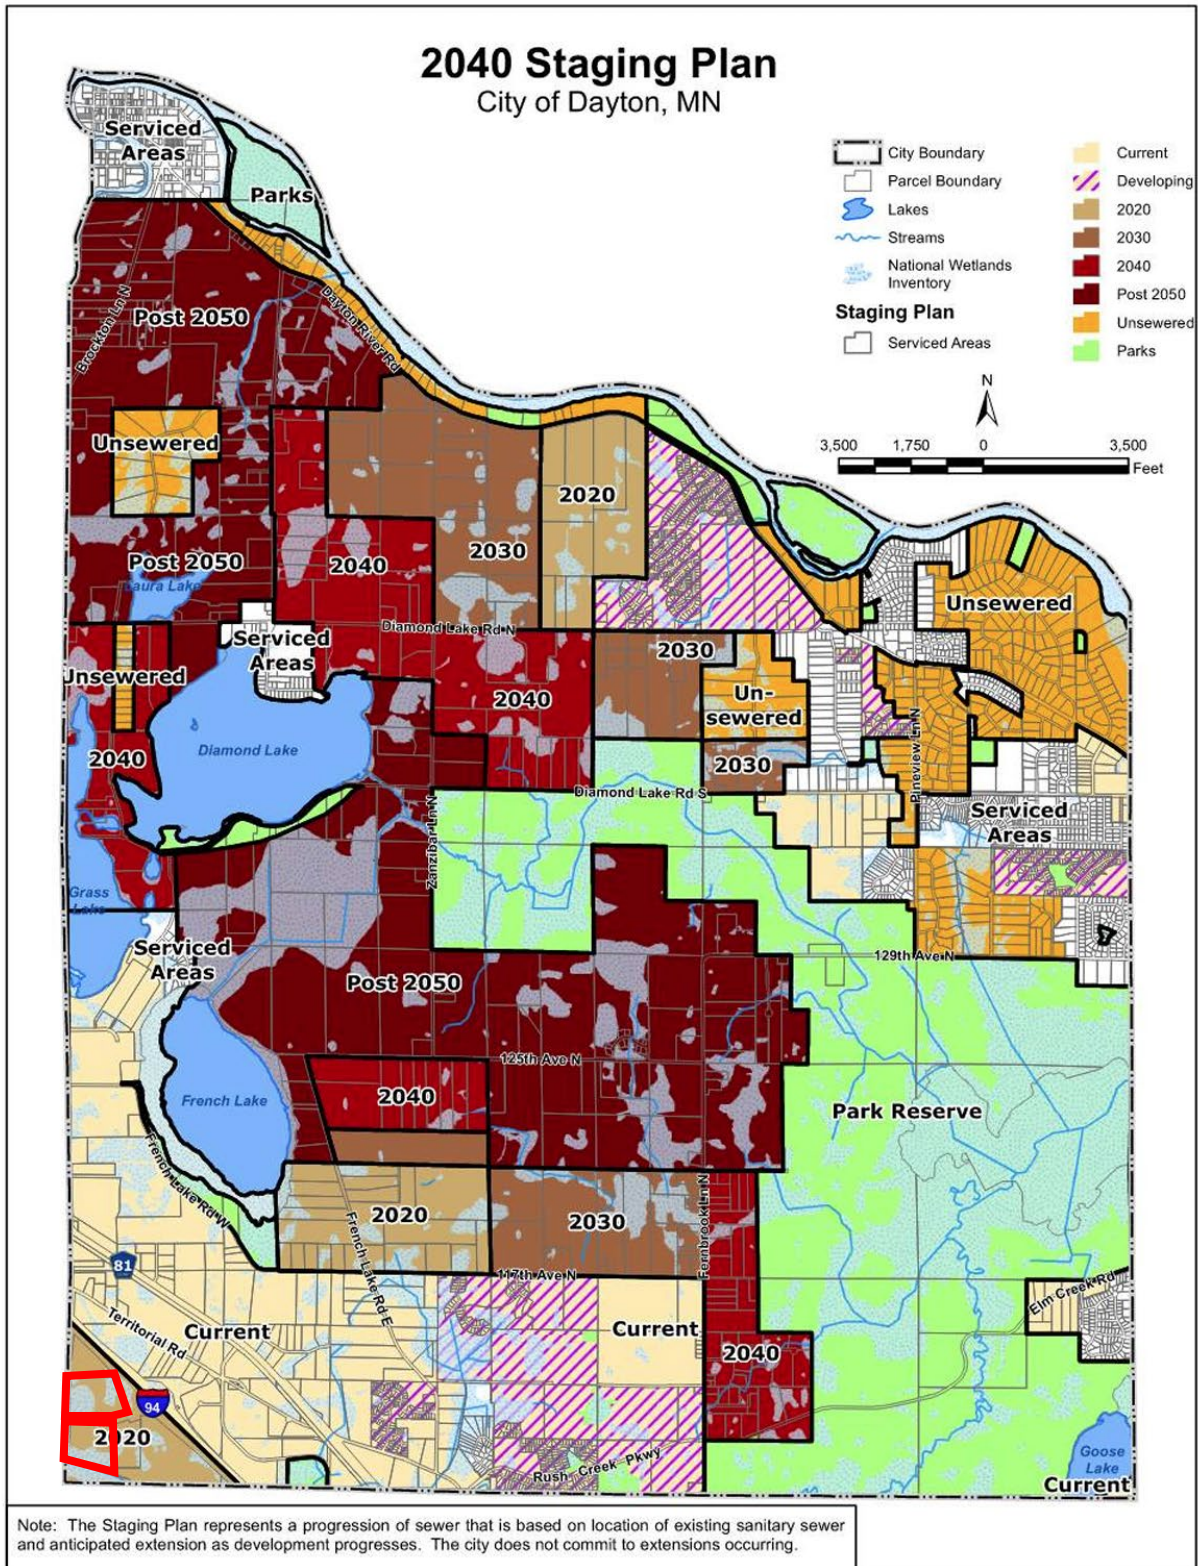 2040 Staging Plan
City of Dayton, MN
City Boundary
Parcel Boundary
Lakes
Streams
National Wetlands
Inventory
Staging Plan
Serviced Areas
Current
Developing
2020
2030
2040
Post 2050
Unsewered
Parks
N
3,500 1,750 0 3,500
Feet
Serviced
Areas
Parks
Post 2050
Brockton Ln N
Dayton River Rd
Unsewered
2020
2030
2040
Post 2050
Laura Lake
Unsewered
Serviced
Areas
Diamond Lake Rd N
2030
Unsewered
2040
Un-
sewered
2040
Diamond Lake
2030
Pineview Ln N
Diamond Lake Rd S
Serviced
Areas
Zanzibar Ln N
Grass
Lake
Serviced
Areas
129th Ave N
Post 2050
125th Ave N
2040
French Lake
Park Reserve
French Lake Rd W
2020
2030
French Lake Rd E
Fernbrook Ln N
117th Ave N
81
Elm Creek Rd
Territorial Rd
Current
Current
2040
94
2020
Rush Creek Pkwy
Goose
Lake
Current
Note: The Staging Plan represents a progression of sewer that is based on location of existing sanitary sewer
and anticipated extension as development progresses. The city does not commit to extensions occurring.